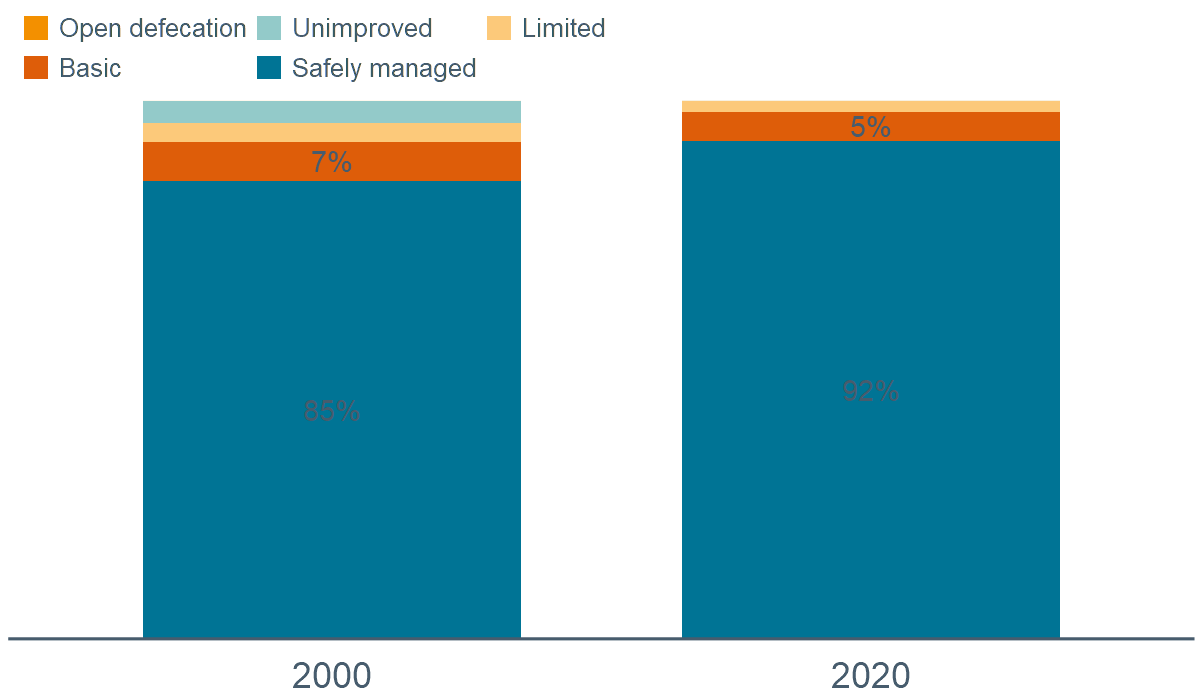 Open defecation Unimproved Limited
Basic Safely managed
7%
5%
85%
92%
2000 2020